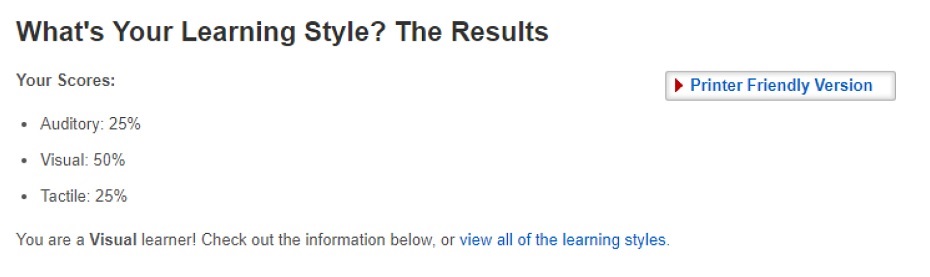 What's Your Learning Style? The Results
Your Scores:
Printer Friendly Version
• Auditory: 25%
• Visual: 50%
• Tactile: 25%
You are a Visual learner! Check out the information below, or view all of the learning styles.